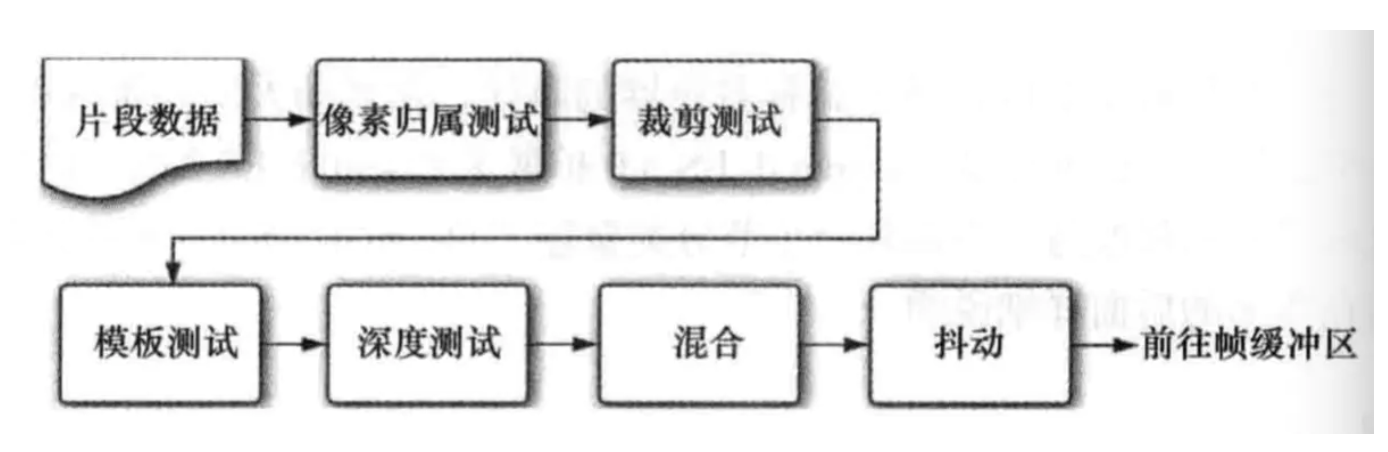 片段数据
像素归属测试
裁剪测试
模板测试
深度测试
混合
抖动
前往帧缓冲区